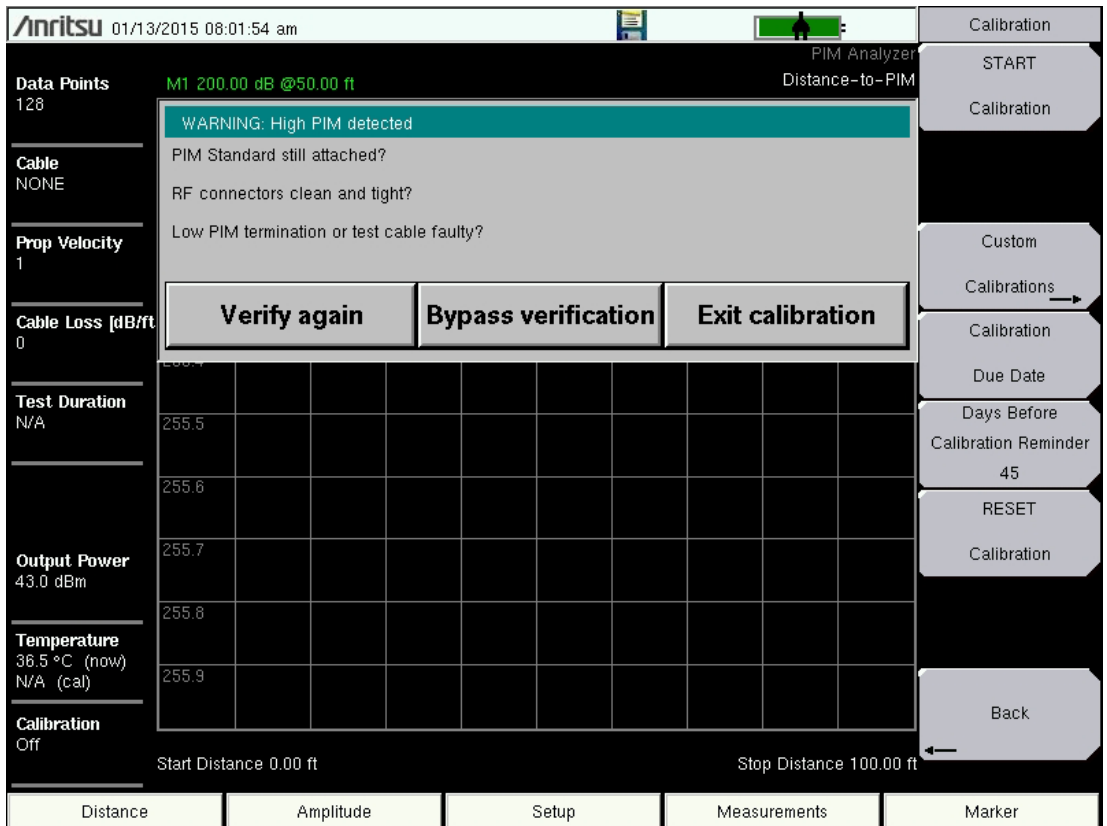 Anritsu 01/13/2015 08:01:54 am
PIM Analyzer
Distance-to-PIM
M1 200.00 dB @50.00 ft
Data Points
128
Cable
NONE
Prop Velocity
1
Cable Loss [dB/ft
0
Test Duration
N/A
Output Power
43.0 dBm
Temperature
36.5 °C (now)
N/A (cal)
Calibration
Off
WARNING: High PIM detected
PIM Standard still attached?
RF connectors clean and tight?
Low PIM termination or test cable faulty?
Verify again
Bypass verification
Exit calibration
255.5
255.6
255.7
255.8
255.9
Start Distance 0.00 ft
Stop Distance 100.00 ft
Calibration
START
Calibration
Custom
Calibrations
Calibration
Due Date
Days Before
Calibration Reminder
45
RESET
Calibration
Back
Distance
Amplitude
Setup
Measurements
Marker